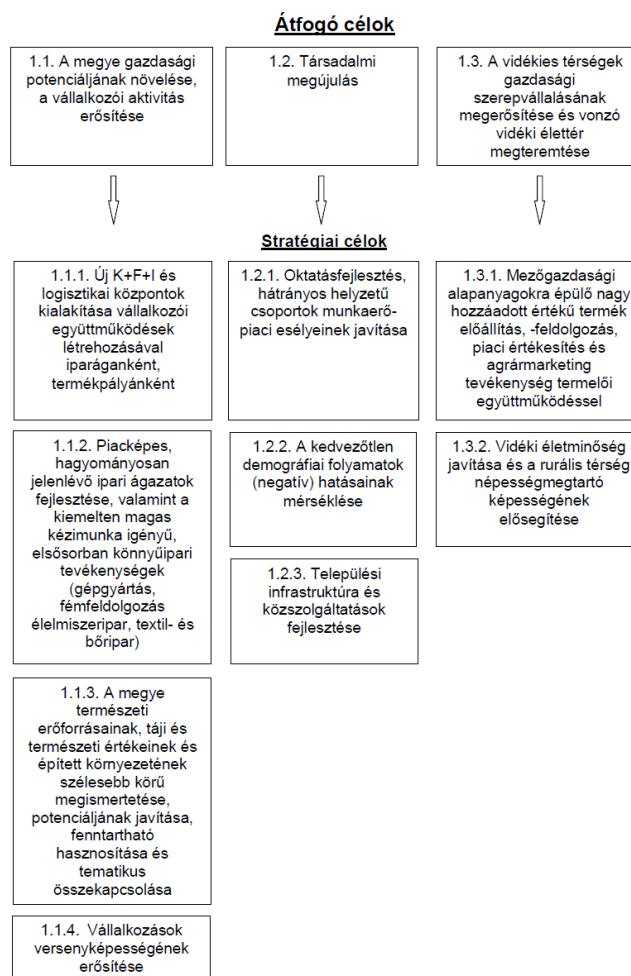 Átfogó célok
1.1. A megye gazdasági
potenciáljának növelése,
a vállalkozói aktivitás
erősítése
1.2. Társadalmi
megújulás
1.3. A vidékies térségek
gazdasági
szerepvállalásának
megerősítése és vonzó
vidéki élettér
megteremtése
Stratégiai célok
1.1.1. Új K+F+I és
logisztikai központok
kialakítása vállalkozói
együttműködések
létrehozásával
iparáganként,
termékpályánként
1.1.2. Piacképes,
hagyományosan
jelenlévő ipari ágazatok
fejlesztése, valamint a
kiemelten magas
kézimunka igényű,
elsősorban könnyűipari
tevékenységek
(gépgyártás,
fémfeldolgozás
élelmiszeripar, textil- és
bőripar)
1.1.3. A megye
természeti
erőforrásainak, táji és
természeti értékeinek és
épített környezetének
szélesebb körű
megismertetése,
potenciáljának javítása,
fenntartható
hasznosítása és
tematikus
összekapcsolása
1.1.4. Vállalkozások
versenyképességének
erősítése
1.2.1. Oktatásfejlesztés,
hátrányos helyzetű
csoportok munkaerő-
piaci esélyeinek javítása
1.2.2. A kedvezőtlen
demográfiai folyamatok
(negatív) hatásainak
mérséklése
1.2.3. Települési
infrastruktúra és
közszolgáltatások
fejlesztése
1.3.1. Mezőgazdasági
alapanyagokra épülő nagy
hozzáadott értékű termék
előállítás, -feldolgozás,
piaci értékesítés és
agrármarketing
tevékenység termelői
együttműködéssel
1.3.2. Vidéki életminőség
javítása és a rurális térség
népességmegtartó
képességének
elősegítése